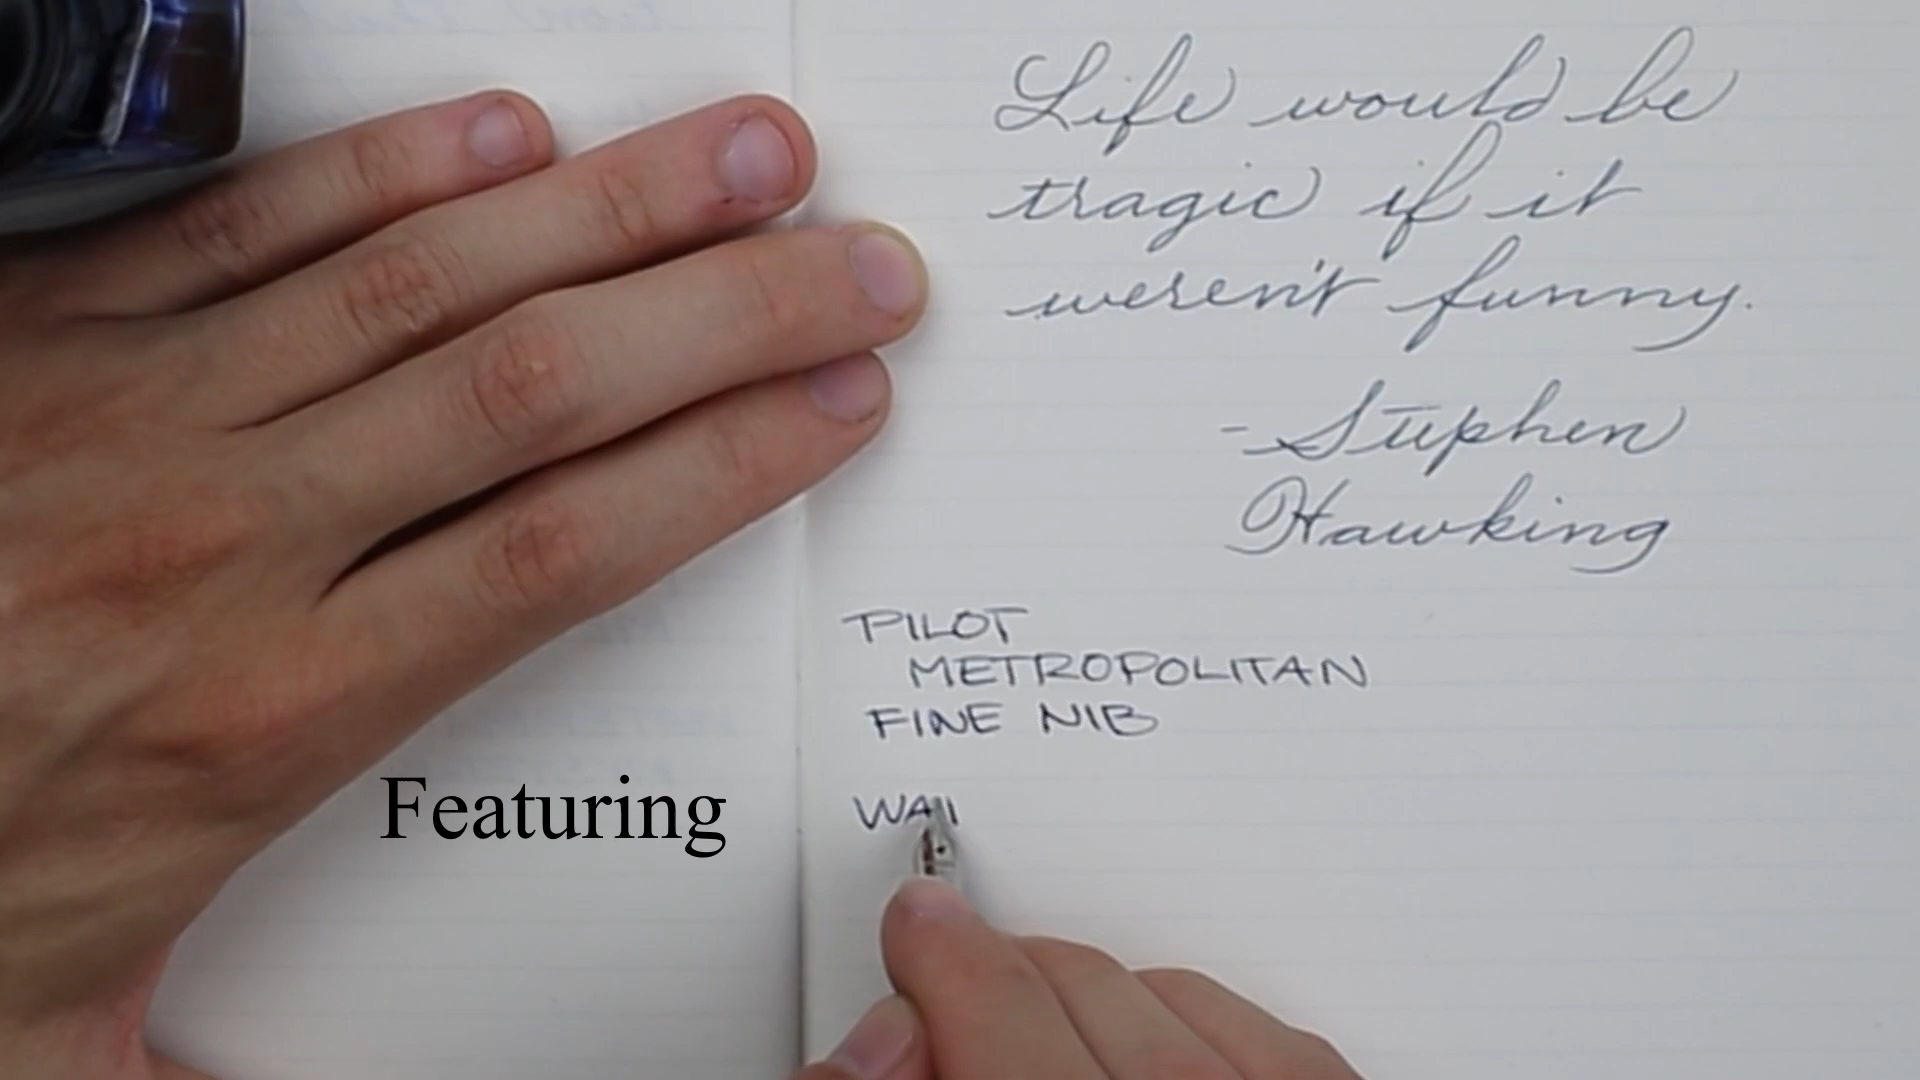 Life would be
tragic if it
weren't funny.
- Stephen
Hawking
PILOT
METROPOLITAN
FINE NIB
Featuring